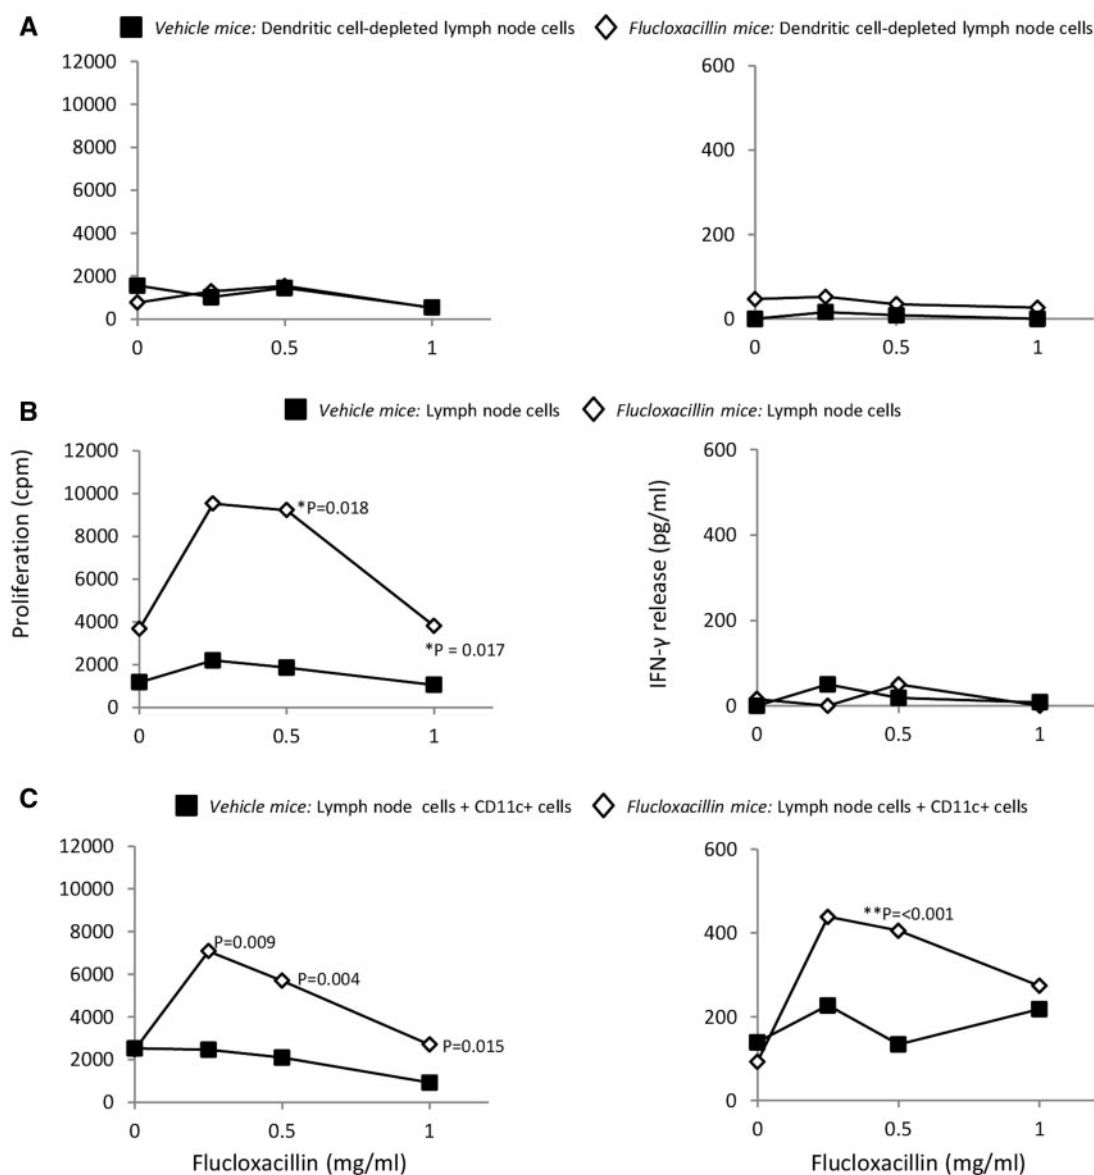 A
Vehicle mice: Dendritic cell-depleted lymph node cells
Flucloxacillin mice: Dendritic cell-depleted lymph node cells
12000
10000
8000
6000
4000
2000
0
0
0.5
1
600
400
200
0
0
0.5
1
B
Vehicle mice: Lymph node cells
Flucloxacillin mice: Lymph node cells
Proliferation (cpm)
12000
10000
8000
6000
4000
2000
0
*P=0.018
*P = 0.017
0
0.5
1
IFN-γ release (pg/ml)
600
400
200
0
0
0.5
1
C
Vehicle mice: Lymph node cells + CD11c+ cells
Flucloxacillin mice: Lymph node cells + CD11c+ cells
12000
10000
8000
6000
4000
2000
0
P=0.009
P=0.004
P=0.015
0
0.5
1
Flucloxacillin (mg/ml)
600
400
200
0
**P=<0.001
0
0.5
1
Flucloxacillin (mg/ml)